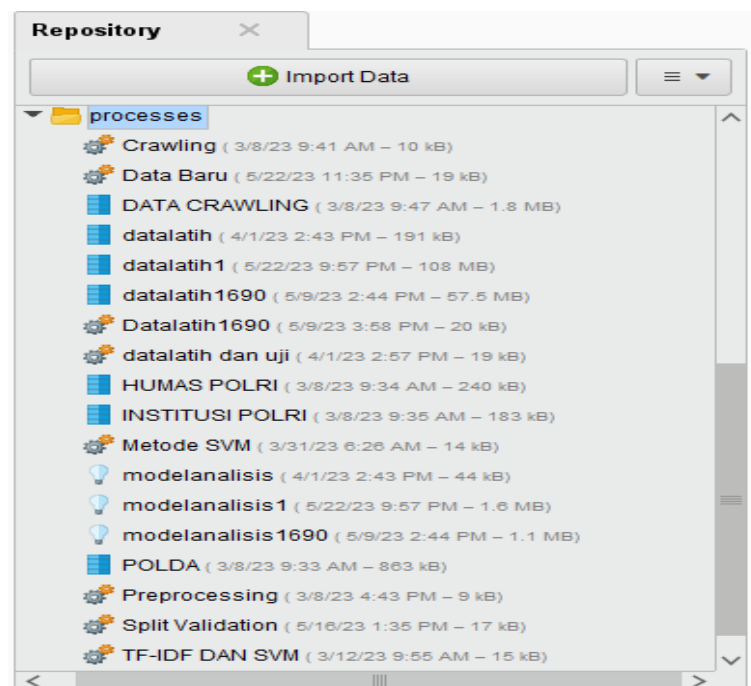 Repository
Import Data
processes
Crawling ( 3/8/23 9:41 AM – 10 kB)
Data Baru ( 5/22/23 11:35 PM – 19 kB)
DATA CRAWLING ( 3/8/23 9:47 AM – 1.8 MB)
datalatih ( 4/1/23 2:43 PM – 191 kB)
datalatih1 ( 5/22/23 9:57 PM – 108 MB)
datalatih1690 ( 5/9/23 2:44 PM – 57.5 MB)
Datalatih1690 ( 5/9/23 3:58 PM – 20 kB)
datalatih dan uji ( 4/1/23 2:57 PM – 19 kB)
HUMAS POLRI ( 3/8/23 9:34 AM – 240 kB)
INSTITUSI POLRI ( 3/8/23 9:35 AM – 183 kB)
Metode SVM ( 3/31/23 6:26 AM – 14 kB)
modelanalisis ( 4/1/23 2:43 PM – 44 kB)
modelanalisis1 ( 5/22/23 9:57 PM – 1.6 MB)
modelanalisis1690 ( 5/9/23 2:44 PM – 1.1 MB)
POLDA ( 3/8/23 9:33 AM – 863 kB)
Preprocessing ( 3/8/23 4:43 PM – 9 kB)
Split Validation ( 5/16/23 1:35 PM – 17 kB)
TF-IDF DAN SVM ( 3/12/23 9:55 AM – 15 kB)